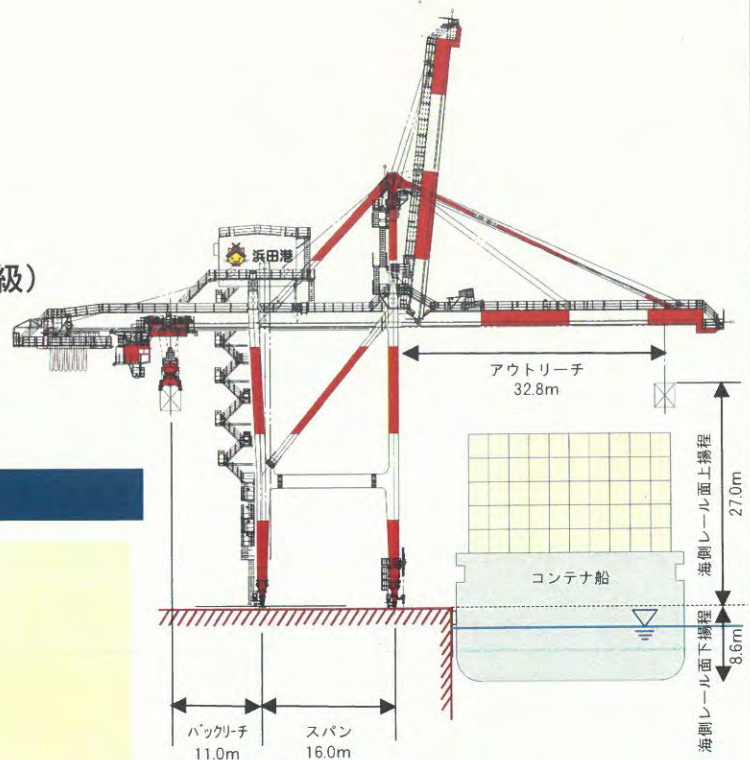 級）
浜田港
アウトリーチ
32.8m
海側レール面上揚程
27.0m
コンテナ船
海側レール面下揚程
8.6m
バックリーチ
11.0m
スパン
16.0m